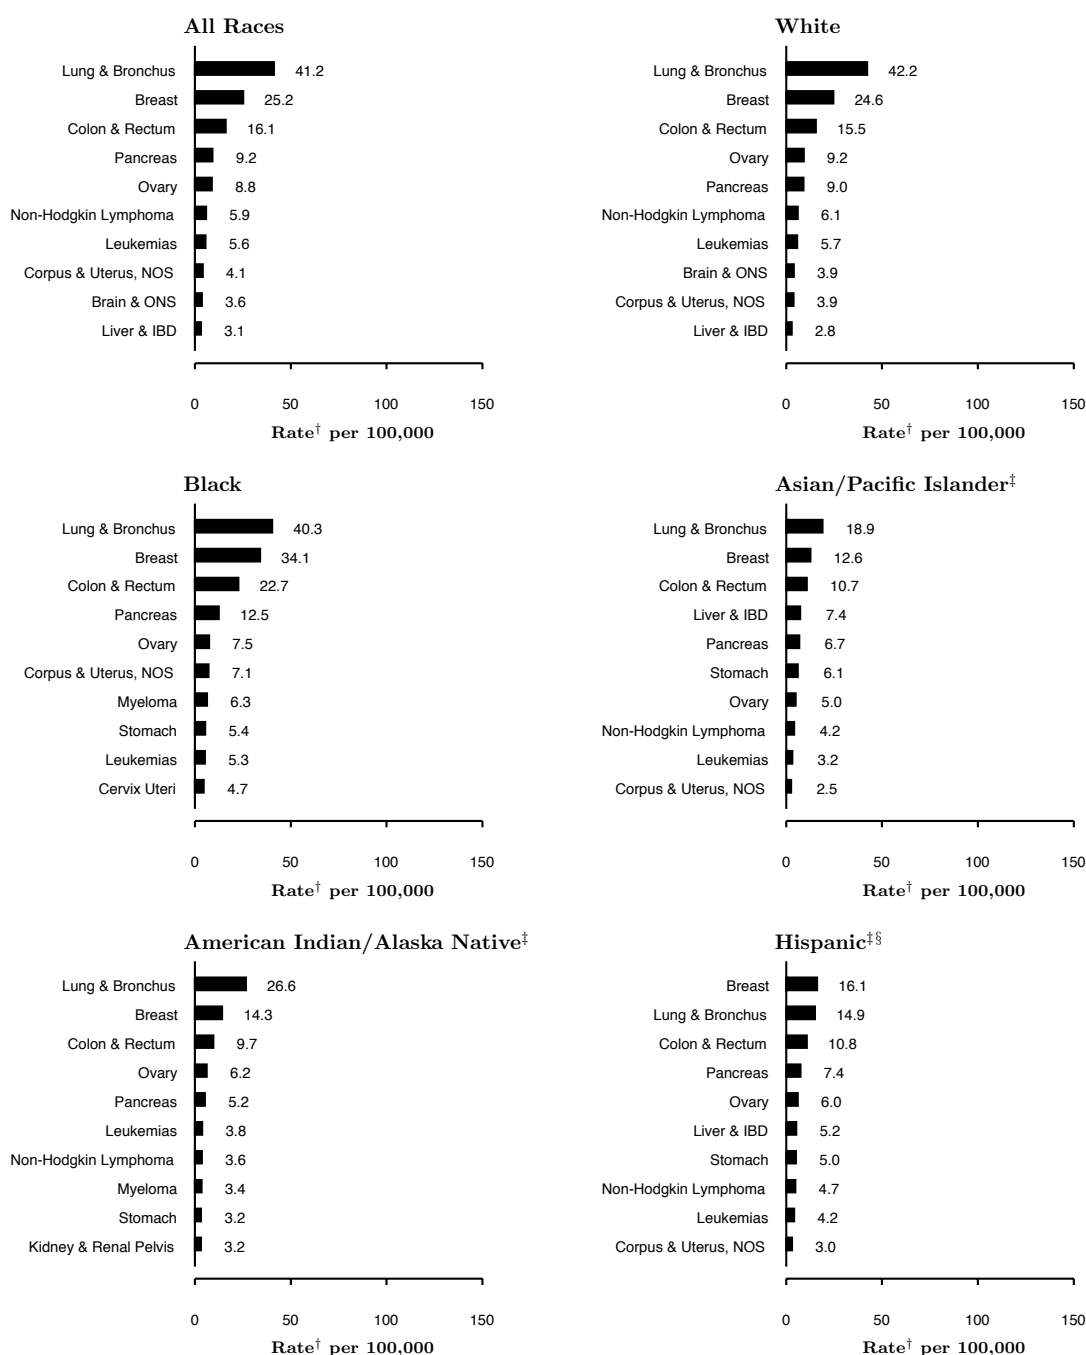 All Races
Lung & Bronchus 41.2
Breast 25.2
Colon & Rectum 16.1
Pancreas 9.2
Ovary 8.8
Non-Hodgkin Lymphoma 5.9
Leukemias 5.6
Corpus & Uterus, NOS 4.1
Brain & ONS 3.6
Liver & IBD 3.1
0 50 100 150
Rate† per 100,000
White
Lung & Bronchus 42.2
Breast 24.6
Colon & Rectum 15.5
Ovary 9.2
Pancreas 9.0
Non-Hodgkin Lymphoma 6.1
Leukemias 5.7
Brain & ONS 3.9
Corpus & Uterus, NOS 3.9
Liver & IBD 2.8
0 50 100 150
Rate† per 100,000
Black
Lung & Bronchus 40.3
Breast 34.1
Colon & Rectum 22.7
Pancreas 12.5
Ovary 7.5
Corpus & Uterus, NOS 7.1
Myeloma 6.3
Stomach 5.4
Leukemias 5.3
Cervix Uteri 4.7
0 50 100 150
Rate† per 100,000
Asian/Pacific Islander‡
Lung & Bronchus 18.9
Breast 12.6
Colon & Rectum 10.7
Liver & IBD 7.4
Pancreas 6.7
Stomach 6.1
Ovary 5.0
Non-Hodgkin Lymphoma 4.2
Leukemias 3.2
Corpus & Uterus, NOS 2.5
0 50 100 150
Rate† per 100,000
American Indian/Alaska Native‡
Lung & Bronchus 26.6
Breast 14.3
Colon & Rectum 9.7
Ovary 6.2
Pancreas 5.2
Leukemias 3.8
Non-Hodgkin Lymphoma 3.6
Myeloma 3.4
Stomach 3.2
Kidney & Renal Pelvis 3.2
0 50 100 150
Rate† per 100,000
Hispanic‡§
Breast 16.1
Lung & Bronchus 14.9
Colon & Rectum 10.8
Pancreas 7.4
Ovary 6.0
Liver & IBD 5.2
Stomach 5.0
Non-Hodgkin Lymphoma 4.7
Leukemias 4.2
Corpus & Uterus, NOS 3.0
0 50 100 150
Rate† per 100,000